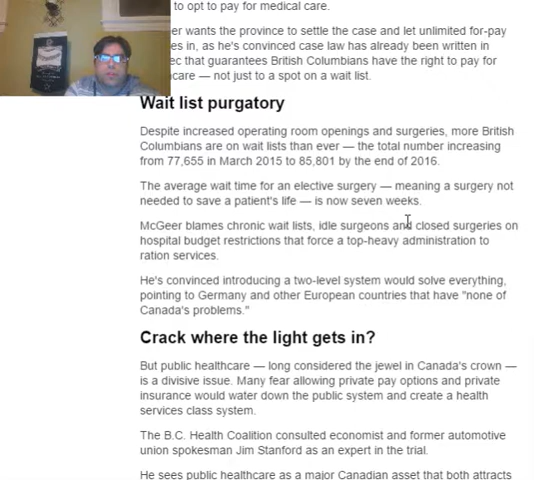 to opt to pay for medical care.
er wants the province to settle the case and let unlimited for-pay
es in, as he's convinced case law has already been written in
ec that guarantees British Columbians have the right to pay for
care — not just to a spot on a wait list.
Wait list purgatory
Despite increased operating room openings and surgeries, more British
Columbians are on wait lists than ever — the total number increasing
from 77,655 in March 2015 to 85,801 by the end of 2016.
The average wait time for an elective surgery — meaning a surgery not
needed to save a patient's life — is now seven weeks.
McGeer blames chronic wait lists, idle surgeons and closed surgeries on
hospital budget restrictions that force a top-heavy administration to
ration services.
He's convinced introducing a two-level system would solve everything,
pointing to Germany and other European countries that have "none of
Canada's problems."
Crack where the light gets in?
But public healthcare — long considered the jewel in Canada's crown —
is a divisive issue. Many fear allowing private pay options and private
insurance would water down the public system and create a health
services class system.
The B.C. Health Coalition consulted economist and former automotive
union spokesman Jim Stanford as an expert in the trial.
He sees public healthcare as a major Canadian asset that both attracts